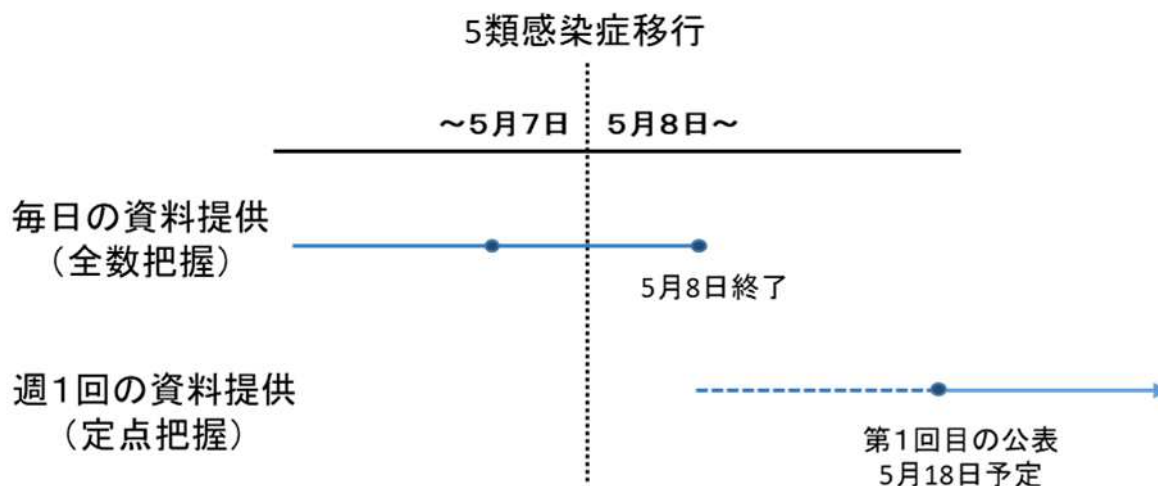 5類感染症移行
～5月7日 5月8日～
毎日の資料提供
（全数把握）
5月8日終了
週1回の資料提供
（定点把握）
第1回目の公表
5月18日予定